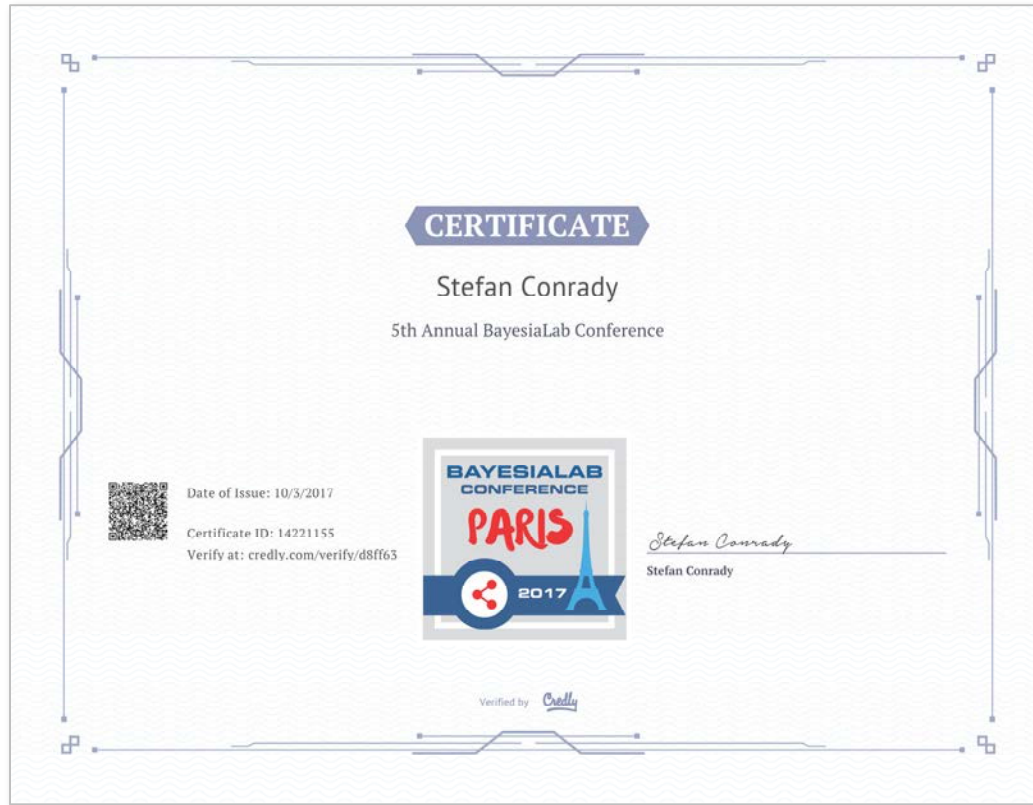 CERTIFICATE
Stefan Conrady
5th Annual BayesiaLab Conference
BAYESIALAB
CONFERENCE
PARIS
2017
Date of Issue: 10/3/2017
Certificate ID: 14221155
Verify at: credly.com/verify/d8ff63
Stefan Conrady
Stefan Conrady
Verified by Credly